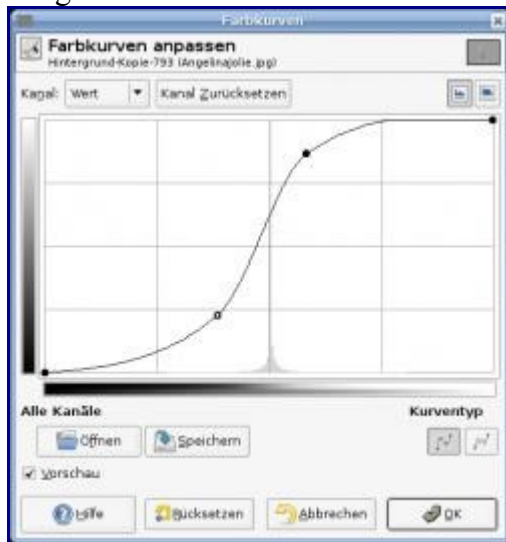 Farbkurven
Farbkurven anpassen
Hintergrund-Kopie-793 (Angelinajolie.jpg)
Kanal: Wert Kanal Zurücksetzen
Alle Kanäle Kurventyp
Öffnen Speichern
Vorschau
Hilfe Rücksetzen Abbrechen OK